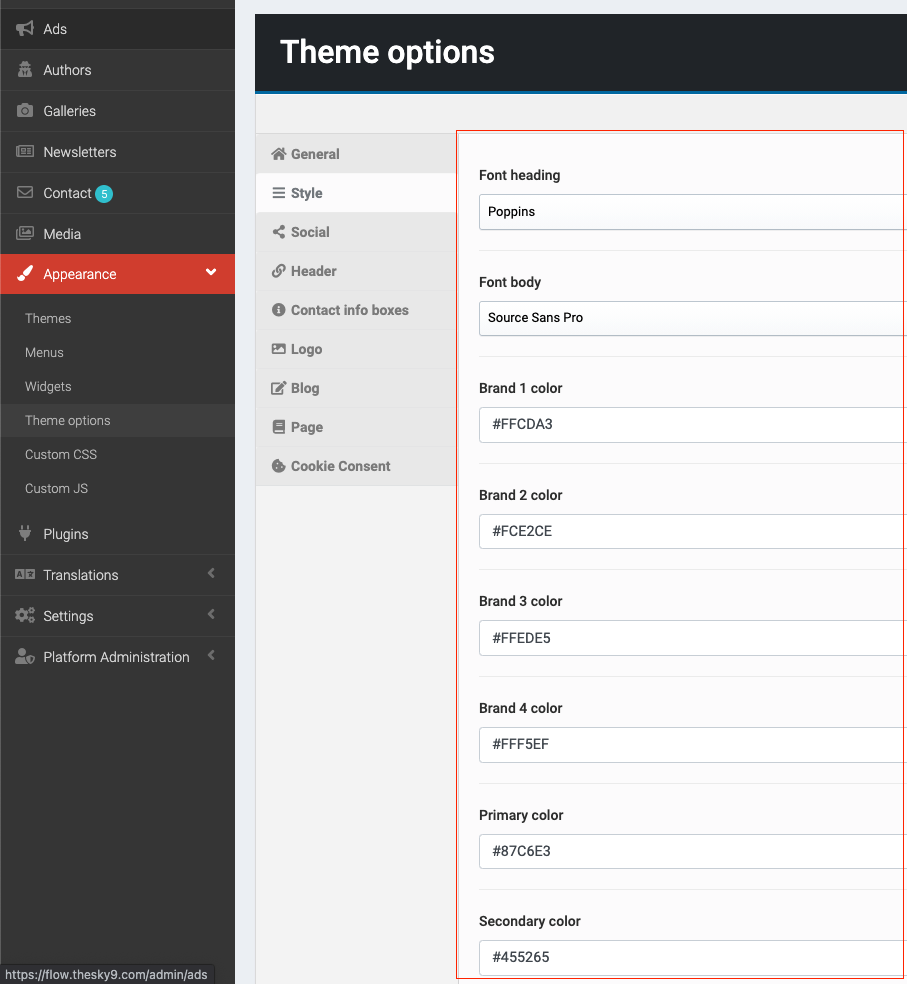 Ads
Authors
Galleries
Newsletters
Contact 5
Media
Appearance
Themes
Menus
Widgets
Theme options
Custom CSS
Custom JS
Plugins
Translations
Settings
Platform Administration
https://flow.thesky9.com/admin/ads
Theme options
General
Style
Social
Header
Contact info boxes
Logo
Blog
Page
Cookie Consent
Font heading
Poppins
Font body
Source Sans Pro
Brand 1 color
#FFCDA3
Brand 2 color
#FCE2CE
Brand 3 color
#FFEDE5
Brand 4 color
#FFF5EF
Primary color
#87C6E3
Secondary color
#455265